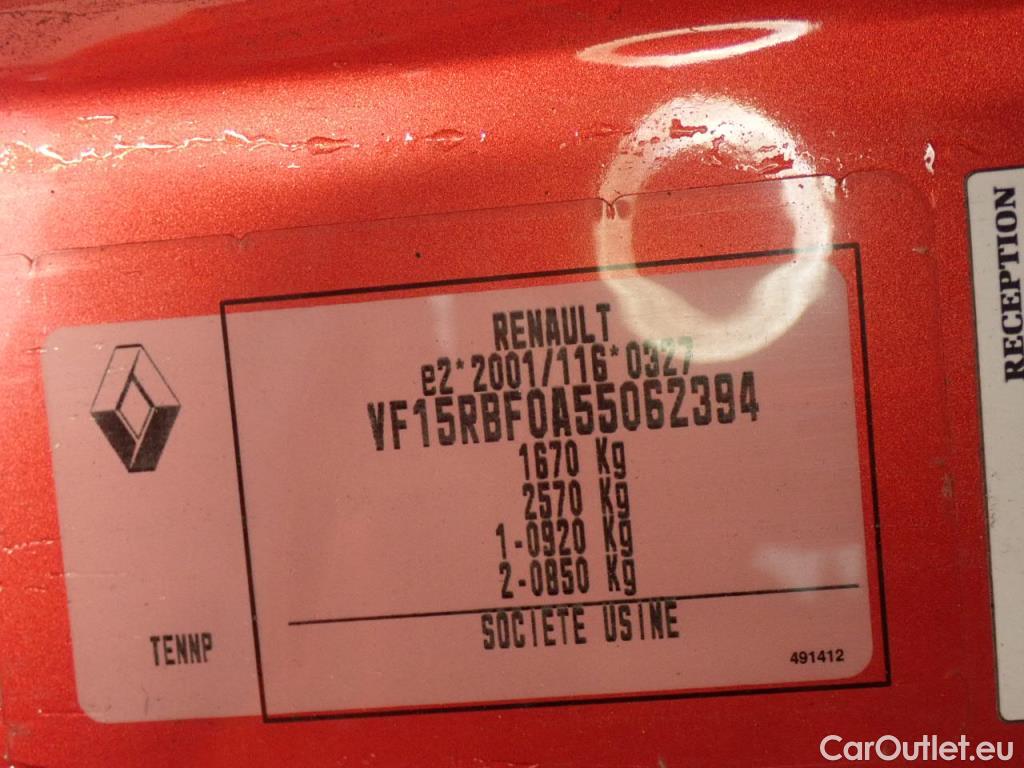 RENAULT
e2*2001/116*0327
VF15RBF0A55062394
1670 Kg
2570 Kg
1-0920 Kg
2-0850 Kg
SOCIETE USINE
TENNP
491412
RECEPTION
CarOutlet.eu